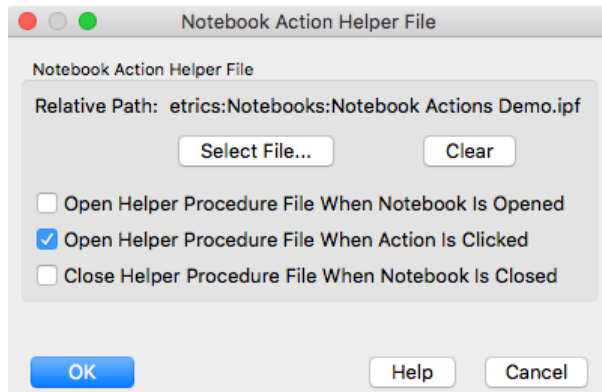 Notebook Action Helper File
Notebook Action Helper File
Relative Path: etrics:Notebooks:Notebook Actions Demo.ipf
Select File... Clear
Open Helper Procedure File When Notebook Is Opened
Open Helper Procedure File When Action Is Clicked
Close Helper Procedure File When Notebook Is Closed
OK Help Cancel